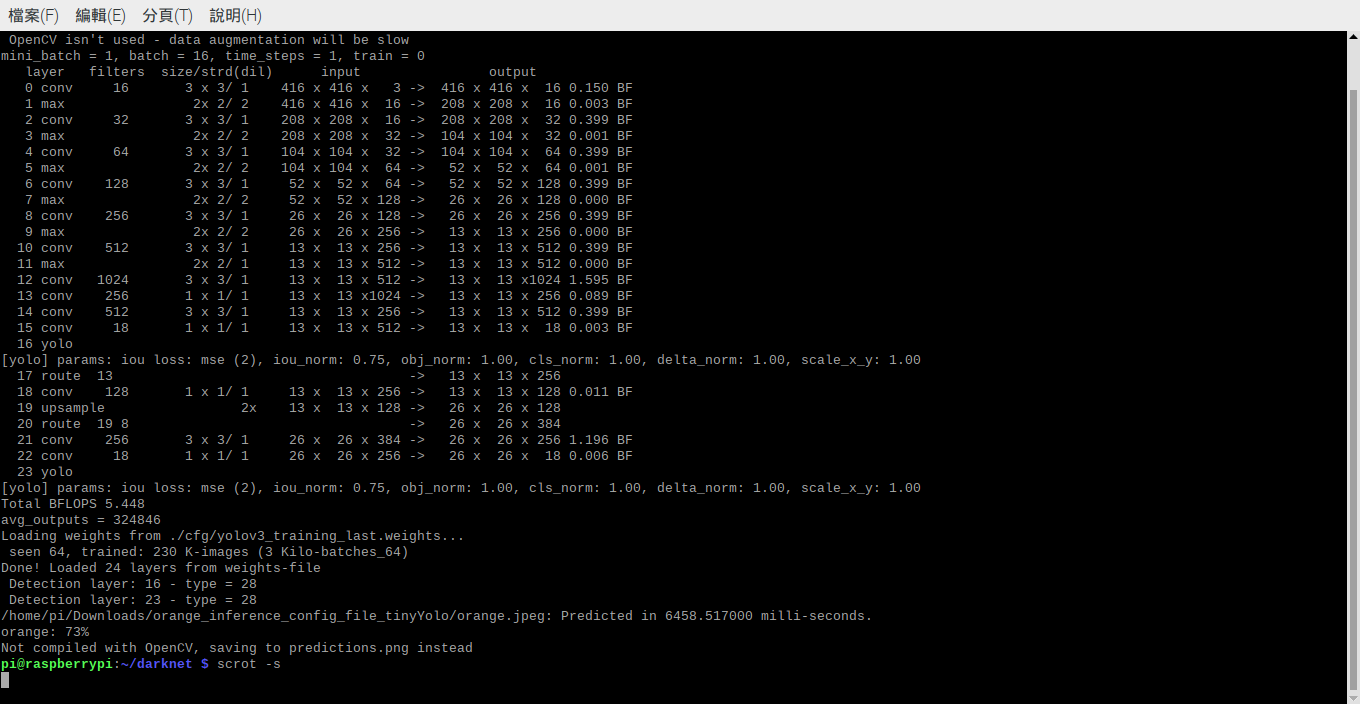 檔案(F) 編輯(E) 分頁(T) 說明(H)
 OpenCV isn't used - data augmentation will be slow
mini_batch = 1, batch = 16, time_steps = 1, train = 0
   layer   filters  size/strd(dil)      input                output
   0 conv     16       3 x 3/ 1    416 x 416 x   3 ->  416 x 416 x  16 0.150 BF
   1 max                2x 2/ 2    416 x 416 x  16 ->  208 x 208 x  16 0.003 BF
   2 conv     32       3 x 3/ 1    208 x 208 x  16 ->  208 x 208 x  32 0.399 BF
   3 max                2x 2/ 2    208 x 208 x  32 ->  104 x 104 x  32 0.001 BF
   4 conv     64       3 x 3/ 1    104 x 104 x  32 ->  104 x 104 x  64 0.399 BF
   5 max                2x 2/ 2    104 x 104 x  64 ->   52 x  52 x  64 0.001 BF
   6 conv    128       3 x 3/ 1     52 x  52 x  64 ->   52 x  52 x 128 0.399 BF
   7 max                2x 2/ 2     52 x  52 x 128 ->   26 x  26 x 128 0.000 BF
   8 conv    256       3 x 3/ 1     26 x  26 x 128 ->   26 x  26 x 256 0.399 BF
   9 max                2x 2/ 2     26 x  26 x 256 ->   13 x  13 x 256 0.000 BF
  10 conv    512       3 x 3/ 1     13 x  13 x 256 ->   13 x  13 x 512 0.399 BF
  11 max                2x 2/ 1     13 x  13 x 512 ->   13 x  13 x 512 0.000 BF
  12 conv   1024       3 x 3/ 1     13 x  13 x 512 ->   13 x  13 x1024 1.595 BF
  13 conv    256       1 x 1/ 1     13 x  13 x1024 ->   13 x  13 x 256 0.089 BF
  14 conv    512       3 x 3/ 1     13 x  13 x 256 ->   13 x  13 x 512 0.399 BF
  15 conv     18       1 x 1/ 1     13 x  13 x 512 ->   13 x  13 x  18 0.003 BF
  16 yolo
[yolo] params: iou loss: mse (2), iou_norm: 0.75, obj_norm: 1.00, cls_norm: 1.00, delta_norm: 1.00, scale_x_y: 1.00
  17 route  13                                     ->   13 x  13 x 256
  18 conv    128       1 x 1/ 1     13 x  13 x 256 ->   13 x  13 x 128 0.011 BF
  19 upsample                 2x    13 x  13 x 128 ->   26 x  26 x 128
  20 route  19 8                                   ->   26 x  26 x 384
  21 conv    256       3 x 3/ 1     26 x  26 x 384 ->   26 x  26 x 256 1.196 BF
  22 conv     18       1 x 1/ 1     26 x  26 x 256 ->   26 x  26 x  18 0.006 BF
  23 yolo
[yolo] params: iou loss: mse (2), iou_norm: 0.75, obj_norm: 1.00, cls_norm: 1.00, delta_norm: 1.00, scale_x_y: 1.00
Total BFLOPS 5.448
avg_outputs = 324846
Loading weights from ./cfg/yolov3_training_last.weights...
 seen 64, trained: 230 K-images (3 Kilo-batches_64)
Done! Loaded 24 layers from weights-file
 Detection layer: 16 - type = 28
 Detection layer: 23 - type = 28
/home/pi/Downloads/orange_inference_config_file_tinyYolo/orange.jpeg: Predicted in 6458.517000 milli-seconds.
orange: 73%
Not compiled with OpenCV, saving to predictions.png instead
pi@raspberrypi:~/darknet $ scrot -s